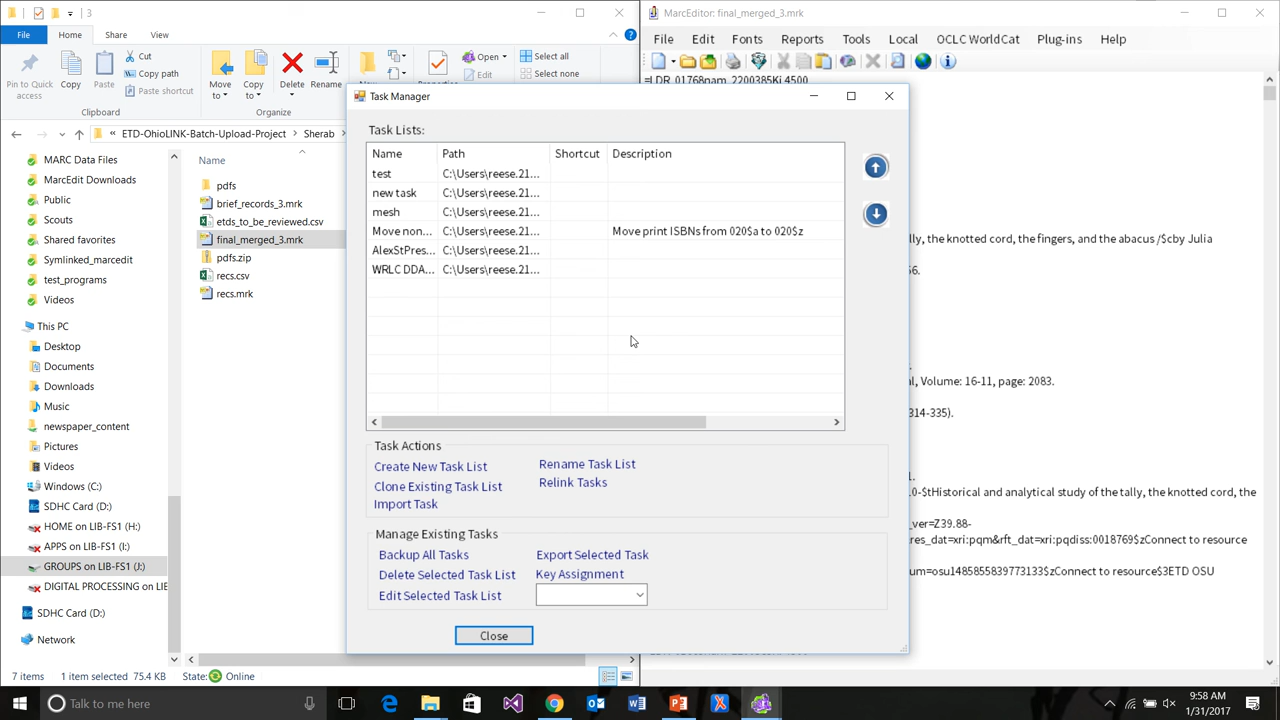 3
File
Home
Share
View
Pin to Quick access
Copy
Cut
Copy path
Paste shortcut
Clipboard
Move to
Copy to
Delete
Rename
Organize
New
Properties
Open
Edit
Select all
Select none
ETD-OhioLINK-Batch-Upload-Project
Sherab
MARC Data Files
MarcEdit Downloads
Public
Scouts
Shared favorites
Symlinked_marcedit
test_programs
Videos
This PC
Desktop
Documents
Downloads
Music
newspaper_content
Pictures
Videos
Windows (C:)
SDHC Card (D:)
HOME on LIB-FS1 (H:)
APPS on LIB-FS1 (I:)
GROUPS on LIB-FS1 (J:)
DIGITAL PROCESSING on LIB
SDHC Card (D:)
Network
Name
pdfs
brief_records_3.mrk
etds_to_be_reviewed.csv
final_merged_3.mrk
pdfs.zip
recs.csv
recs.mrk
7 items
1 item selected
75.4 KB
State:
Online
MarcEditor: final_merged_3.mrk
File Edit Fonts Reports Tools Local OCLC WorldCat Plug-ins Help
=LDR 01768nam 2200385Ki 4500
ly, the knotted cord, the fingers, and the abacus /$cby Julia
66.
al, Volume: 16-11, page: 2083.
314-335).
1.
0-$tHistorical and analytical study of the tally, the knotted cord, the
_ver=Z39.88-
&res_dat=xri:pqm&rft_dat=xri:pqdiss:0018769$zConnect to resource
num=osu1485855839773133$zConnect to resource$3ETD OSU
Task Manager
Task Lists:
Name Path Shortcut Description
test C:\Users\reese.21...
new task C:\Users\reese.21...
mesh C:\Users\reese.21...
Move non... C:\Users\reese.21... Move print ISBNs from 020$a to 020$z
AlexStPres... C:\Users\reese.21...
WRLC DDA... C:\Users\reese.21...
Task Actions
Create New Task List
Clone Existing Task List
Import Task
Rename Task List
Relink Tasks
Manage Existing Tasks
Backup All Tasks
Delete Selected Task List
Edit Selected Task List
Export Selected Task
Key Assignment
Close
Talk to me here
9:58 AM
1/31/2017